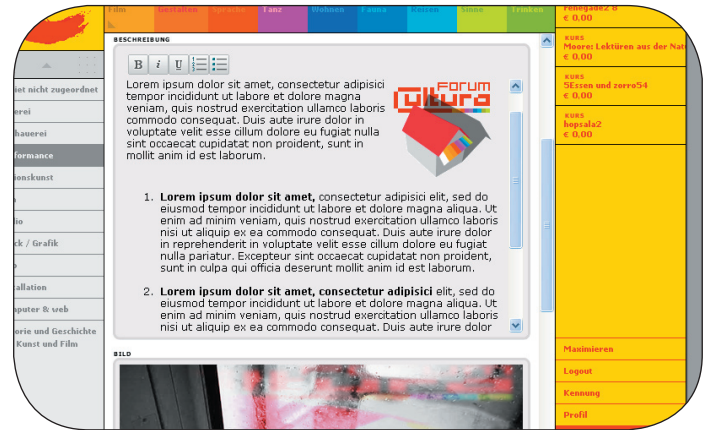 Film Gestalten Sprache Tanz Wohnen Fauna Reisen Sinne Trinken
iet nicht zugeordnet
erei
hauerei
formance
ionskunst
ck / Grafik
allation
nputer & web
orie und Geschichte
Kunst und Film
BESCHREIBUNG
B i U
Lorem ipsum dolor sit amet, consectetur adipisici
tempor incididunt ut labore et dolore magna
veniam, quis nostrud exercitation ullamco laboris
commodo consequat. Duis aute irure dolor in
voluptate velit esse cillum dolore eu fugiat nulla
sint occaecat cupidatat non proident, sunt in
mollit anim id est laborum.
FORUM
Cultura
1. Lorem ipsum dolor sit amet, consectetur adipisici elit, sed do
eiusmod tempor incididunt ut labore et dolore magna aliqua. Ut
enim ad minim veniam, quis nostrud exercitation ullamco laboris
nisi ut aliquip ex ea commodo consequat. Duis aute irure dolor
in reprehenderit in voluptate velit esse cillum dolore eu fugiat
nulla pariatur. Excepteur sint occaecat cupidatat non proident,
sunt in culpa qui officia deserunt mollit anim id est laborum.
2. Lorem ipsum dolor sit amet, consectetur adipisici elit, sed do
eiusmod tempor incididunt ut labore et dolore magna aliqua. Ut
enim ad minim veniam, quis nostrud exercitation ullamco laboris
nisi ut aliquip ex ea commodo consequat. Duis aute irure dolor
BILD
renegade2 8
€ 0,00
KURS
Moore: Lektüren aus der Nat
€ 0,00
KURS
5Essen und zorro54
€ 0,00
KURS
hopsala2
€ 0,00
Maximieren
Logout
Kennung
Profil